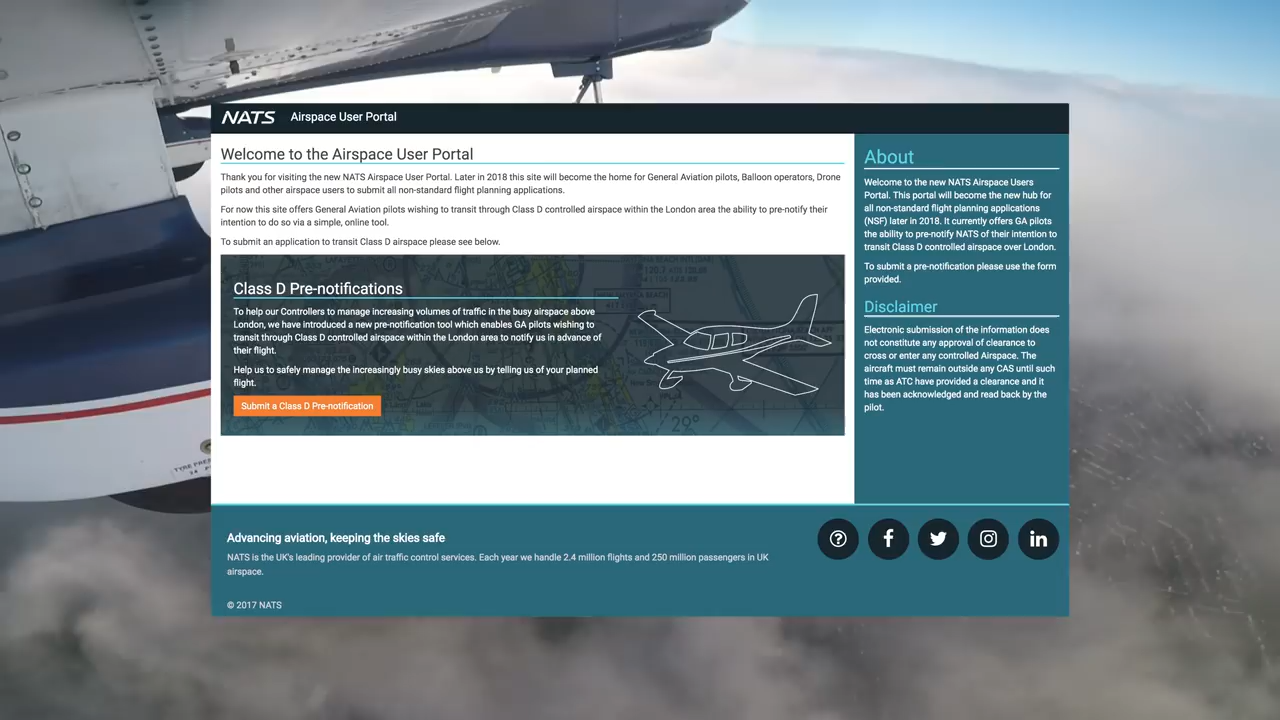 NATS Airspace User Portal
Welcome to the Airspace User Portal
Thank you for visiting the new NATS Airspace User Portal. Later in 2018 this site will become the home for General Aviation pilots, Balloon operators, Drone
pilots and other airspace users to submit all non-standard flight planning applications.
For now this site offers General Aviation pilots wishing to transit through Class D controlled airspace within the London area the ability to pre-notify their
intention to do so via a simple, online tool.
To submit an application to transit Class D airspace please see below.
Class D Pre-notifications
To help our Controllers to manage increasing volumes of traffic in the busy airspace above
London, we have introduced a new pre-notification tool which enables GA pilots wishing to
transit through Class D controlled airspace within the London area to notify us in advance of
their flight.
Help us to safely manage the increasingly busy skies above us by telling us of your planned
flight.
Submit a Class D Pre-notification
29°
About
Welcome to the new NATS Airspace Users
Portal. This portal will become the new hub for
all non-standard flight planning applications
(NSF) later in 2018. It currently offers GA pilots
the ability to pre-notify NATS of their intention to
transit Class D controlled airspace over London.
To submit a pre-notification please use the form
provided.
Disclaimer
Electronic submission of the information does
not constitute any approval of clearance to
cross or enter any controlled Airspace. The
aircraft must remain outside any CAS until such
time as ATC have provided a clearance and it
has been acknowledged and read back by the
pilot.
Advancing aviation, keeping the skies safe
NATS is the UK's leading provider of air traffic control services. Each year we handle 2.4 million flights and 250 million passengers in UK
airspace.
© 2017 NATS
TYRE